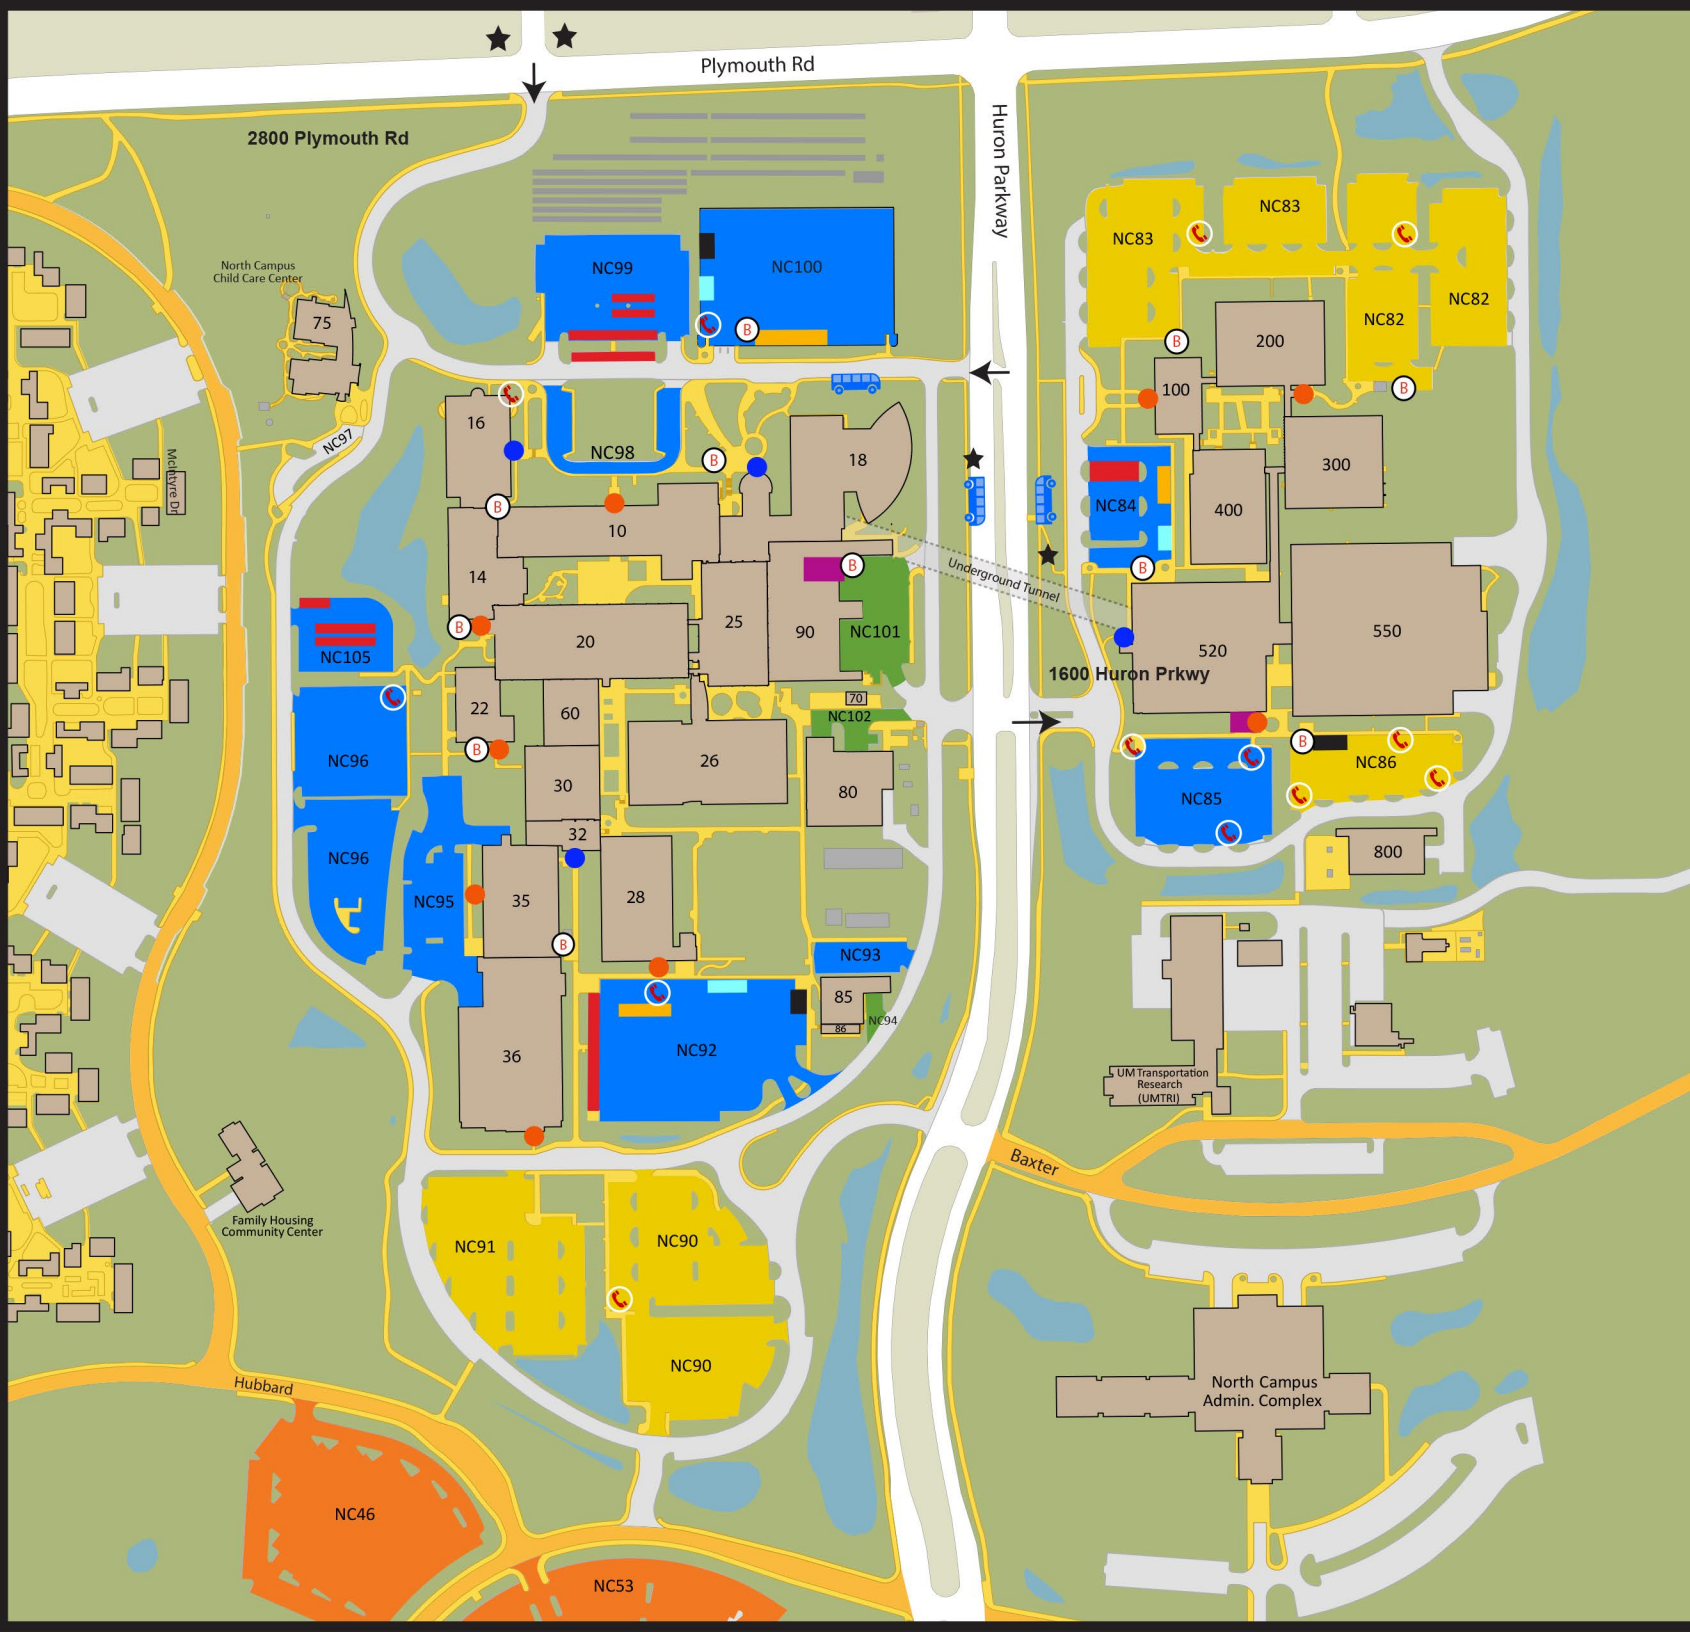 Plymouth Rd
2800 Plymouth Rd
Huron Parkway
NC83
NC83
North Campus
Child Care Center
NC99
NC100
NC82
NC82
75
B
200
B
100
B
16
NC97
NC98
B
18
300
McIntyre Dr
NC84
400
B
10
B
B
14
Underground Tunnel
25
90
NC101
550
B
20
520
NC105
1600 Huron Prkwy
70
22
60
NC102
B
26
B
NC96
NC86
30
80
NC85
32
NC96
800
35
28
NC95
B
NC93
85
NC94
86
36
NC92
UM Transportation
Research
(UMTRI)
Baxter
Family Housing
Community Center
NC91
NC90
NC90
Hubbard
North Campus
Admin. Complex
NC46
NC53